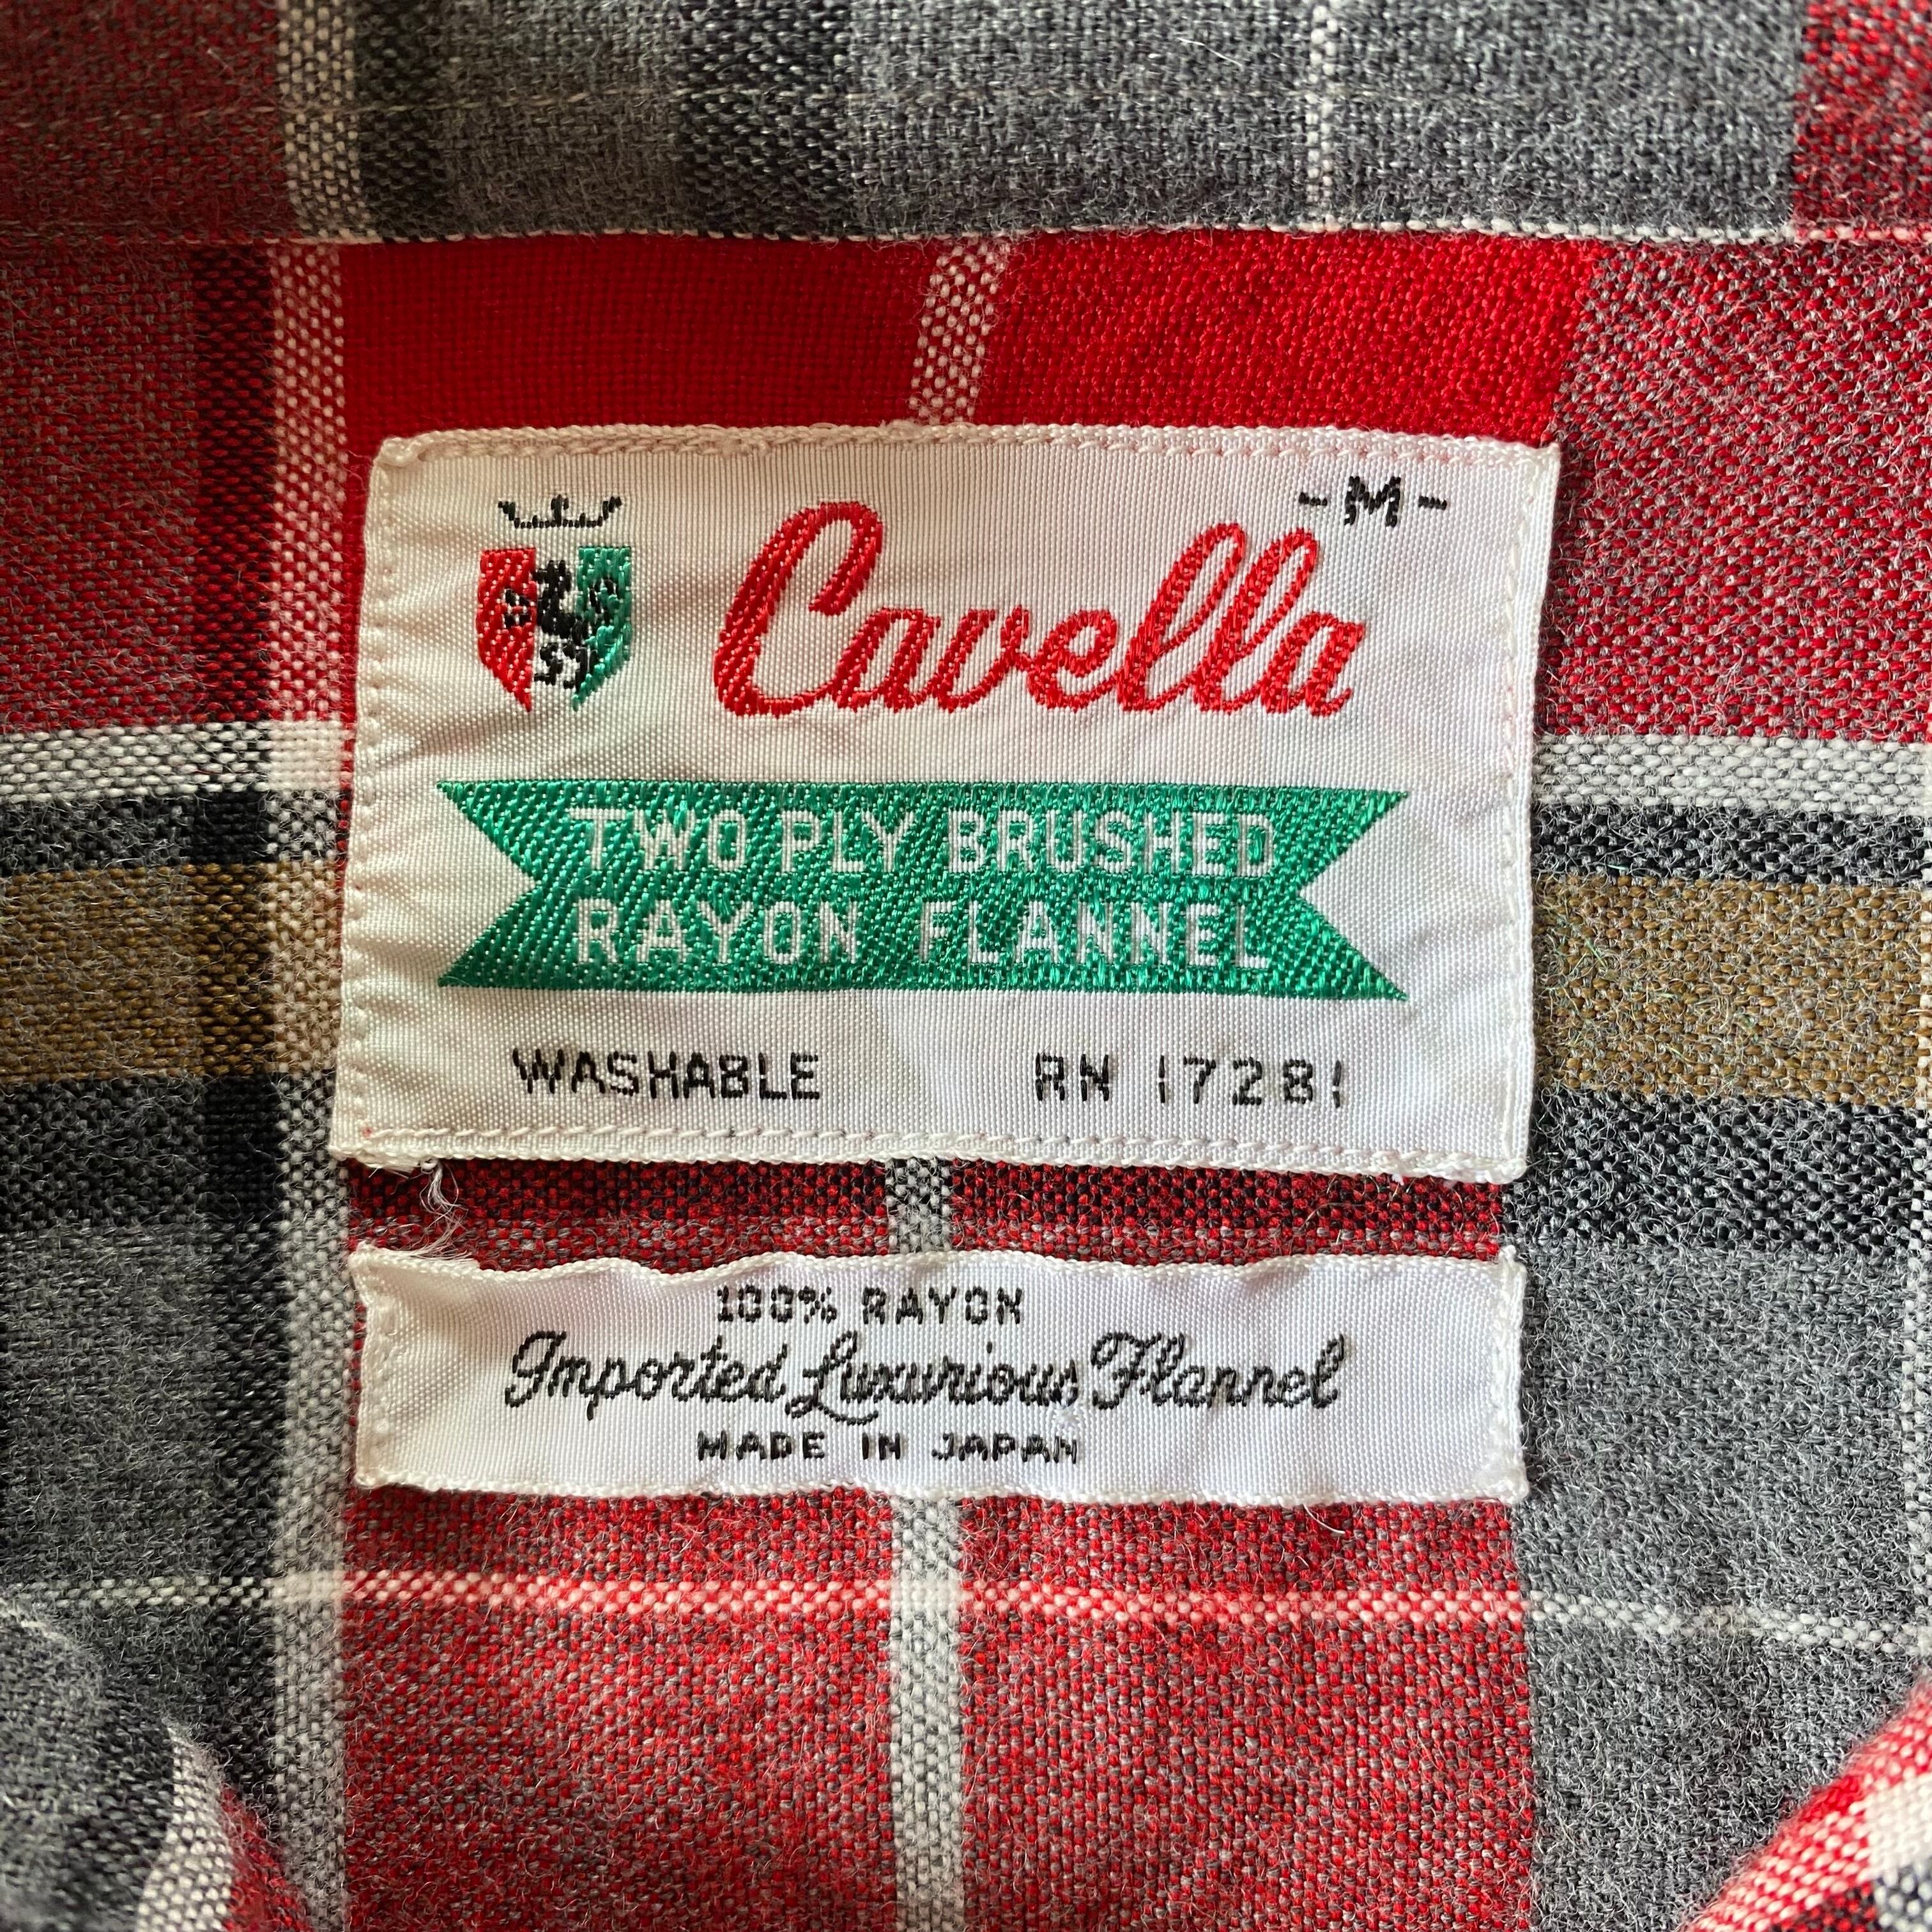 -M-
Cavella
TWO PLY BRUSHED
RAYON FLANNEL
WASHABLE RN 17281
100% RAYON
Imported Luxurious Flannel
MADE IN JAPAN